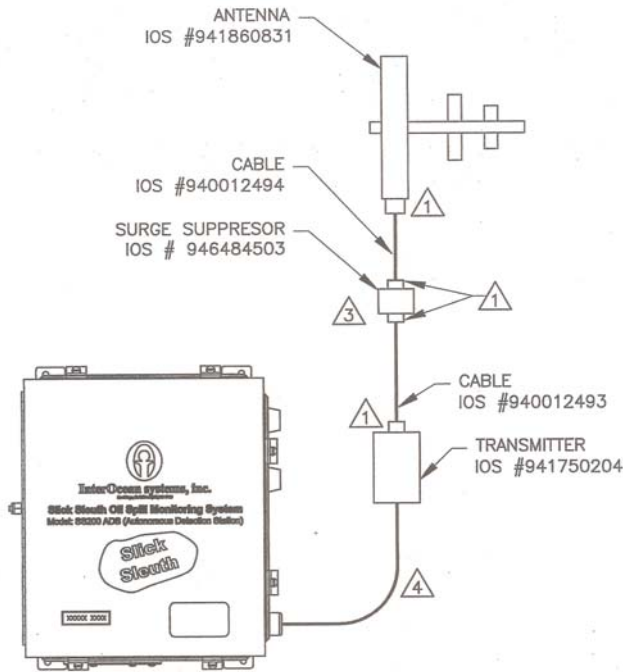 ANTENNA
IOS #941860831
CABLE
IOS #940012494
SURGE SUPPRESOR
IOS # 946484503
1
3
1
CABLE
IOS #940012493
1
TRANSMITTER
IOS #941750204
InterOcean systems, inc.
Slick Sleuth Oil Spill Monitoring System
Model: SS200 ADS (Autonomous Detection Station)
Slick
Sleuth
4
XXXXX XXXX